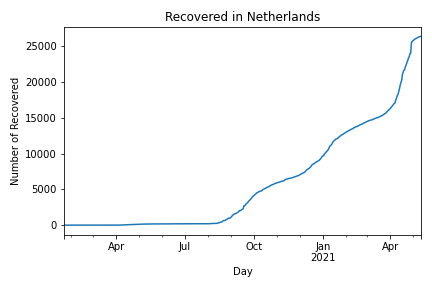 Recovered in Netherlands
Number of Recovered
25000
20000
15000
10000
5000
0
Apr Jul Oct Jan Apr
2021
Day